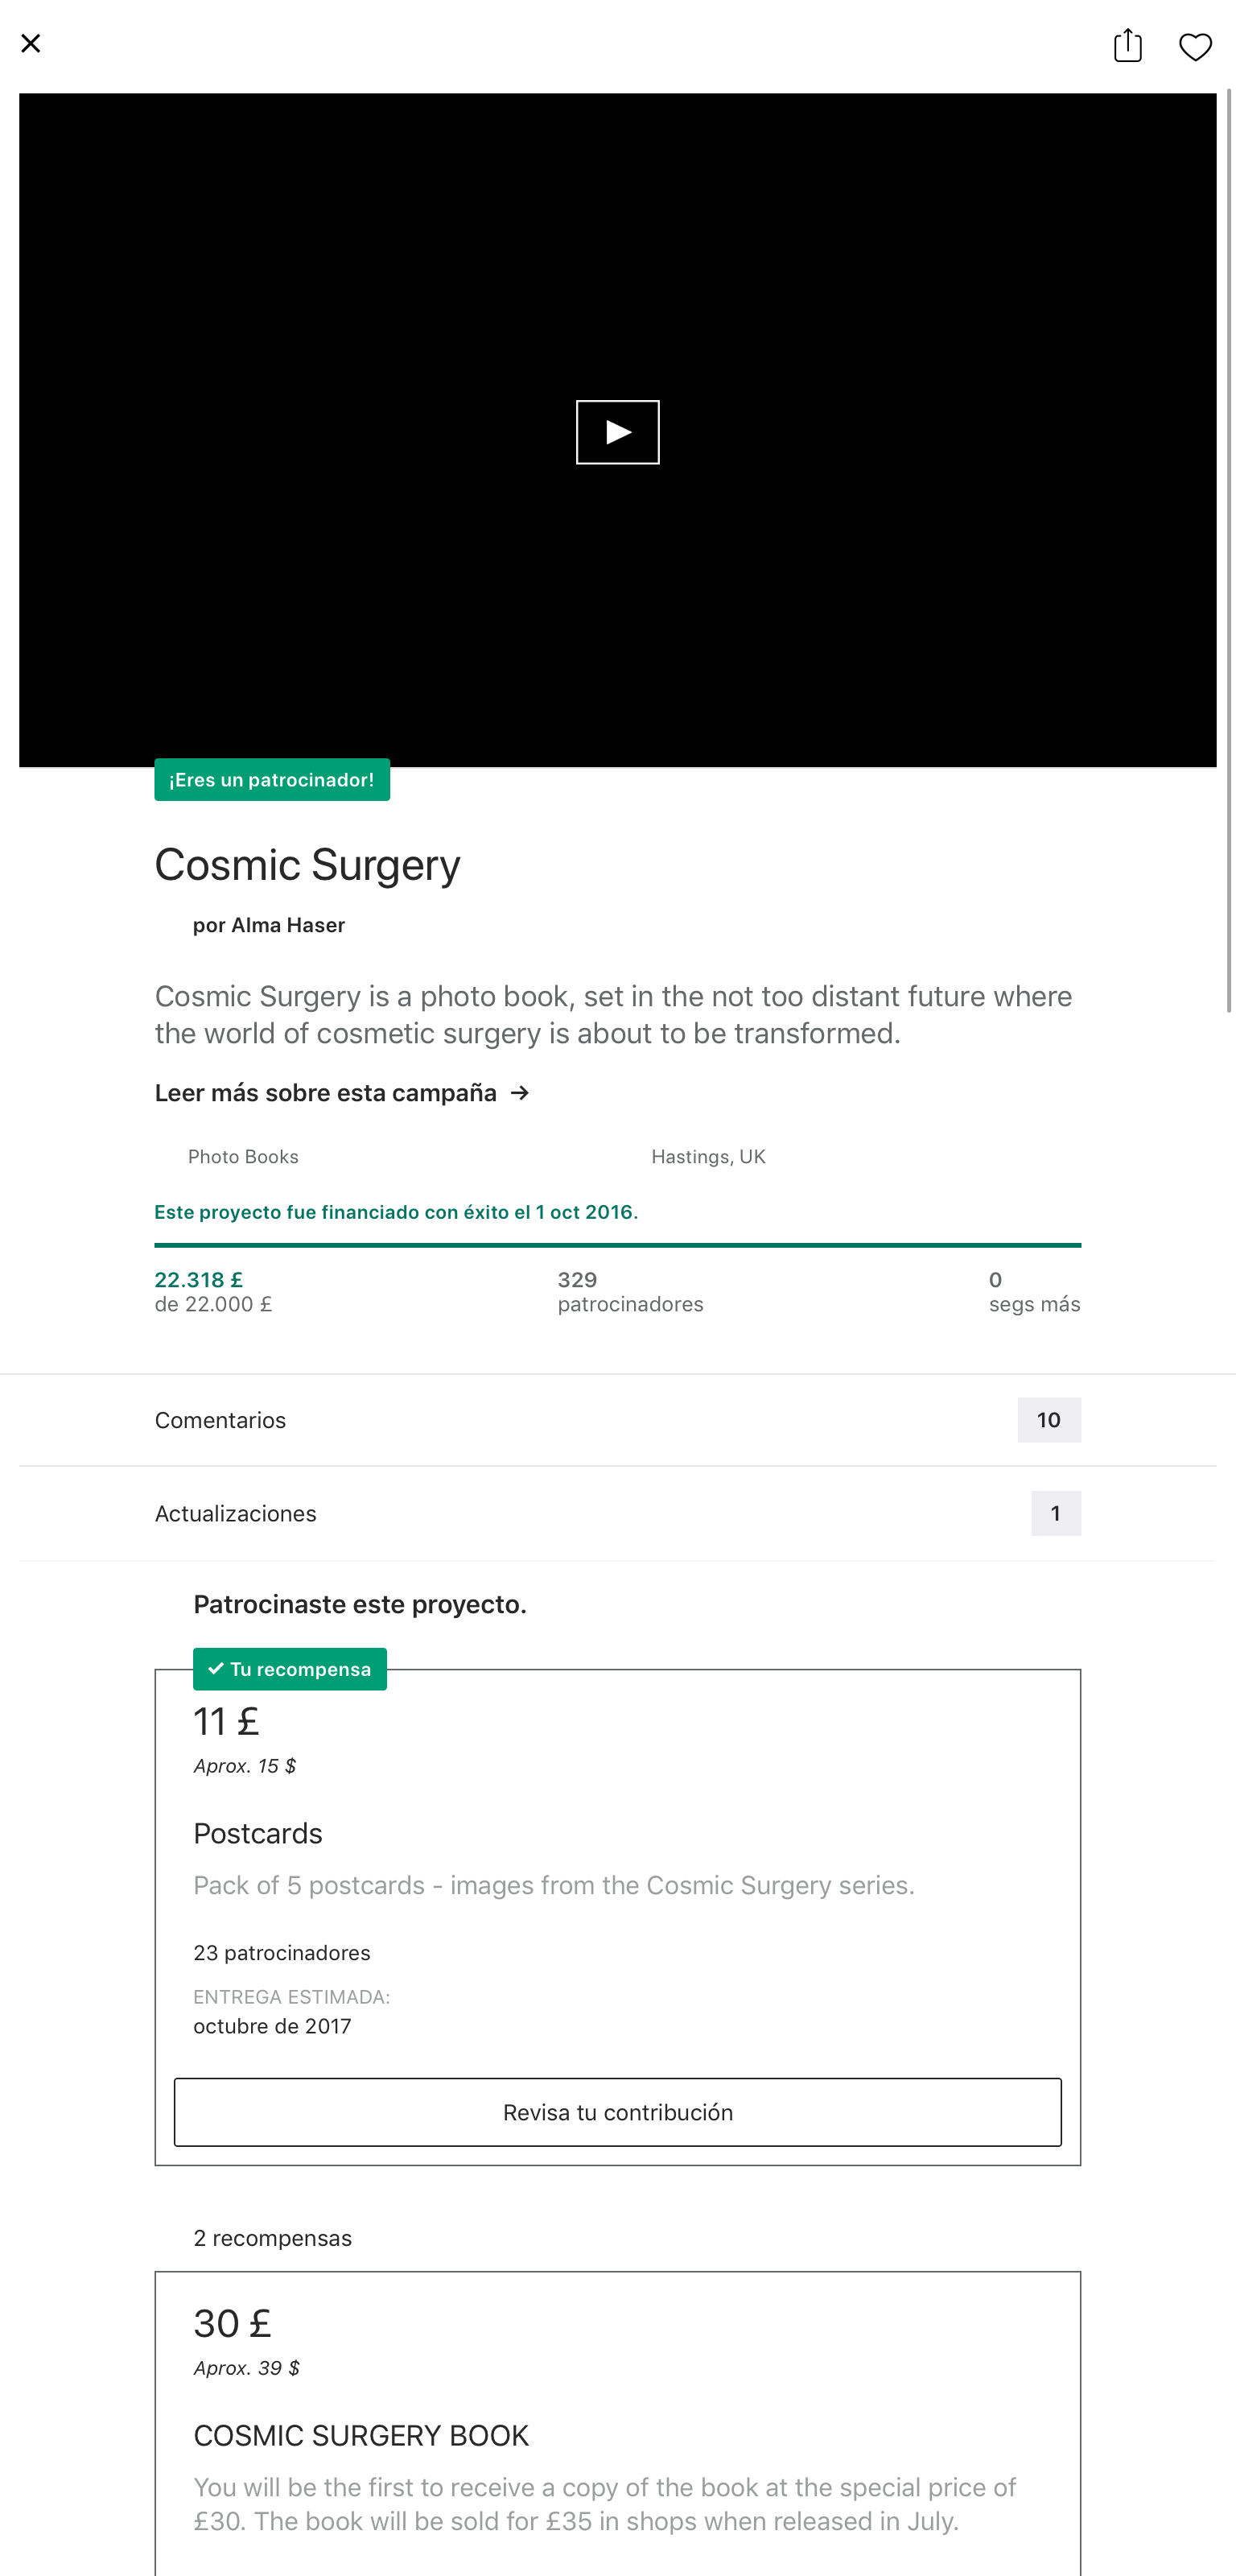 ¡Eres un patrocinador!
Cosmic Surgery
por Alma Haser
Cosmic Surgery is a photo book, set in the not too distant future where
the world of cosmetic surgery is about to be transformed.
Leer más sobre esta campaña →
Photo Books
Hastings, UK
Este proyecto fue financiado con éxito el 1 oct 2016.
22.318 £
de 22.000 £
329
patrocinadores
0
segs más
Comentarios
10
Actualizaciones
1
Patrocinaste este proyecto.
✓ Tu recompensa
11 £
Aprox. 15 $
Postcards
Pack of 5 postcards - images from the Cosmic Surgery series.
23 patrocinadores
ENTREGA ESTIMADA:
octubre de 2017
Revisa tu contribución
2 recompensas
30 £
Aprox. 39 $
COSMIC SURGERY BOOK
You will be the first to receive a copy of the book at the special price of
£30. The book will be sold for £35 in shops when released in July.